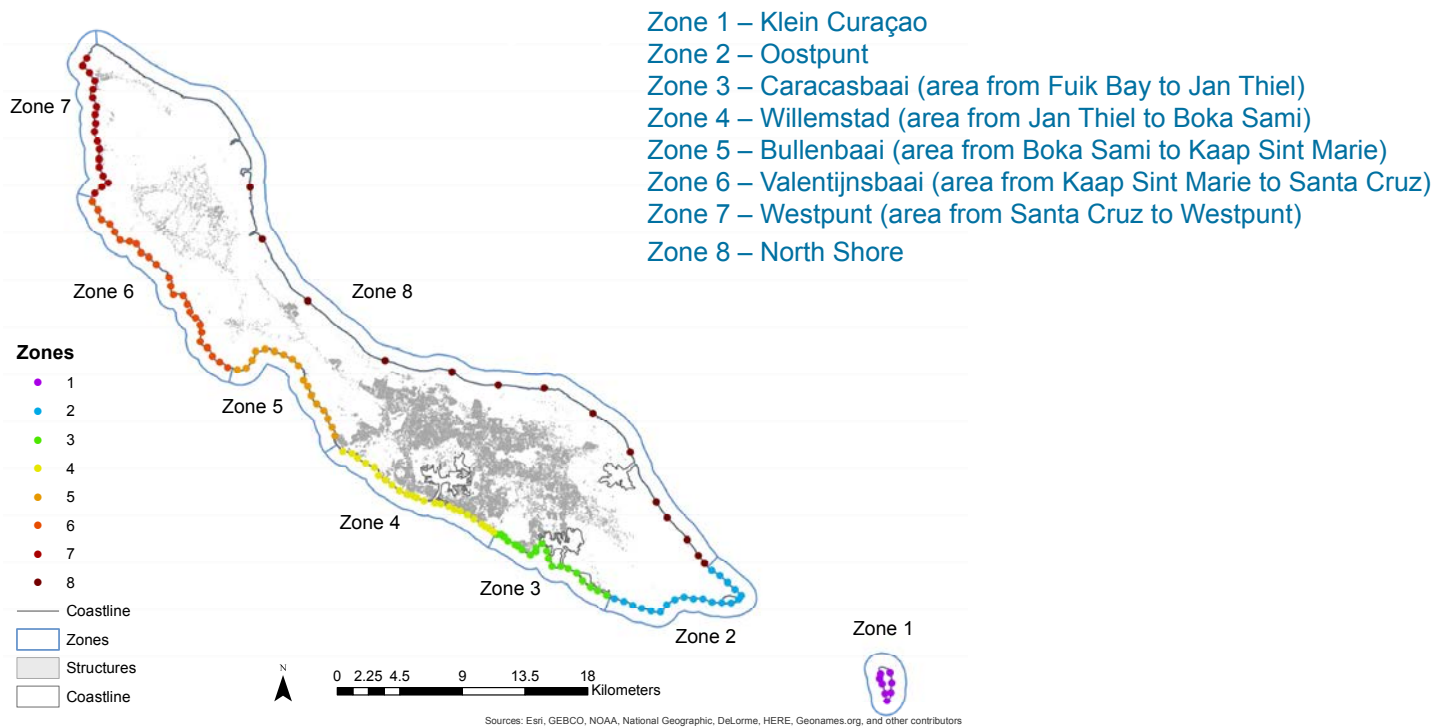 Zone 1 – Klein Curaçao
Zone 2 – Oostpunt
Zone 3 – Caracasbaai (area from Fuik Bay to Jan Thiel)
Zone 4 – Willemstad (area from Jan Thiel to Boka Sami)
Zone 5 – Bullenbaai (area from Boka Sami to Kaap Sint Marie)
Zone 6 – Valentijnsbaai (area from Kaap Sint Marie to Santa Cruz)
Zone 7 – Westpunt (area from Santa Cruz to Westpunt)
Zone 8 – North Shore
Zone 7
Zone 6
Zone 8
Zone 5
Zone 4
Zone 3
Zone 2
Zone 1
Zones
1
2
3
4
5
6
7
8
Coastline
Zones
Structures
Coastline
N
0 2.25 4.5 9 13.5 18
Kilometers
Sources: Esri, GEBCO, NOAA, National Geographic, DeLorme, HERE, Geonames.org, and other contributors